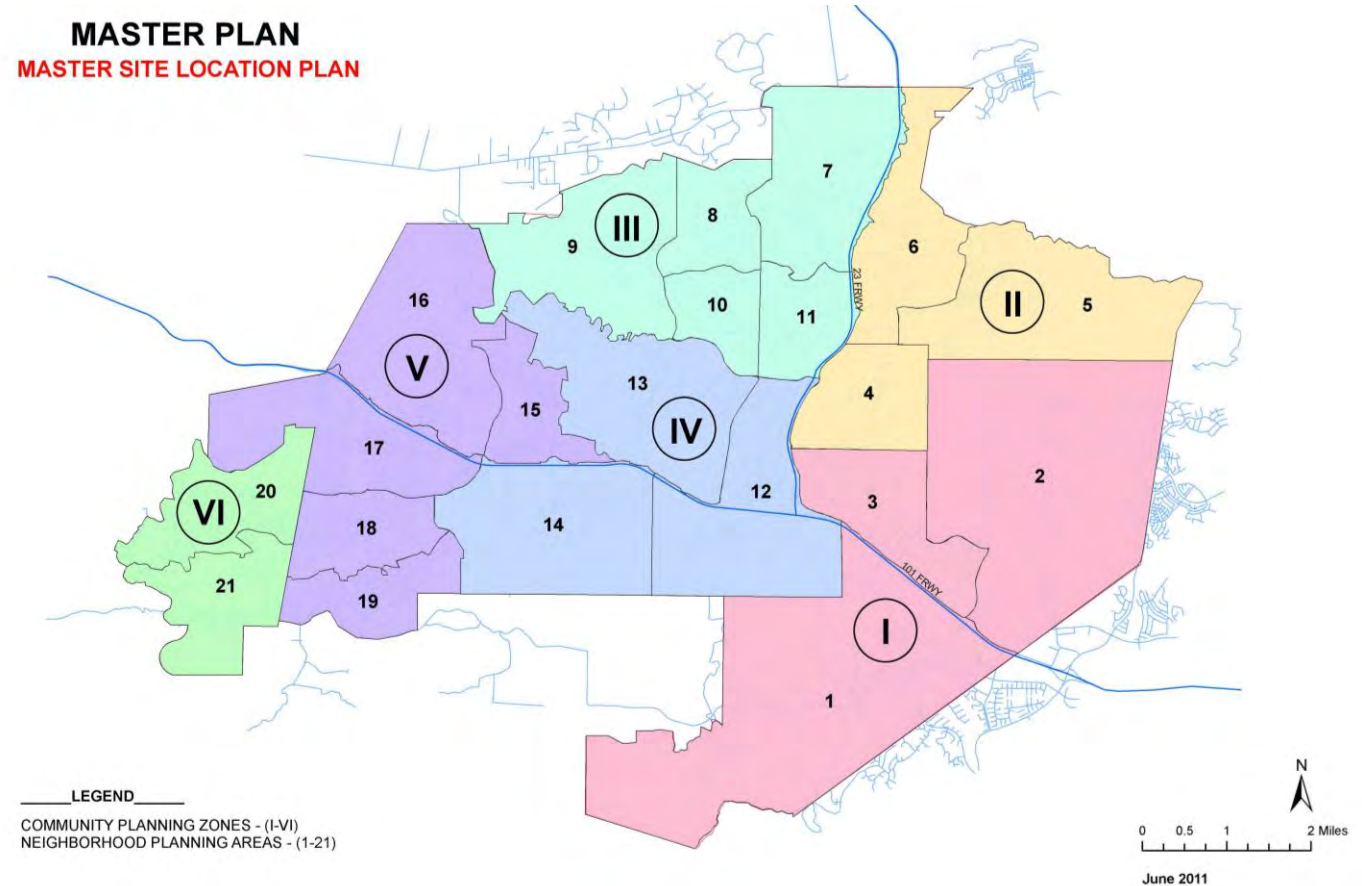 MASTER PLAN
MASTER SITE LOCATION PLAN
7
8
III
9
6
II
5
16
10
11
23 FRWY
V
13
4
15
IV
17
2
20
12
3
VI
14
18
101 FRWY
21
19
I
1
LEGEND
COMMUNITY PLANNING ZONES - (I-VI)
NEIGHBORHOOD PLANNING AREAS - (1-21)
N
0 0.5 1 2 Miles
June 2011